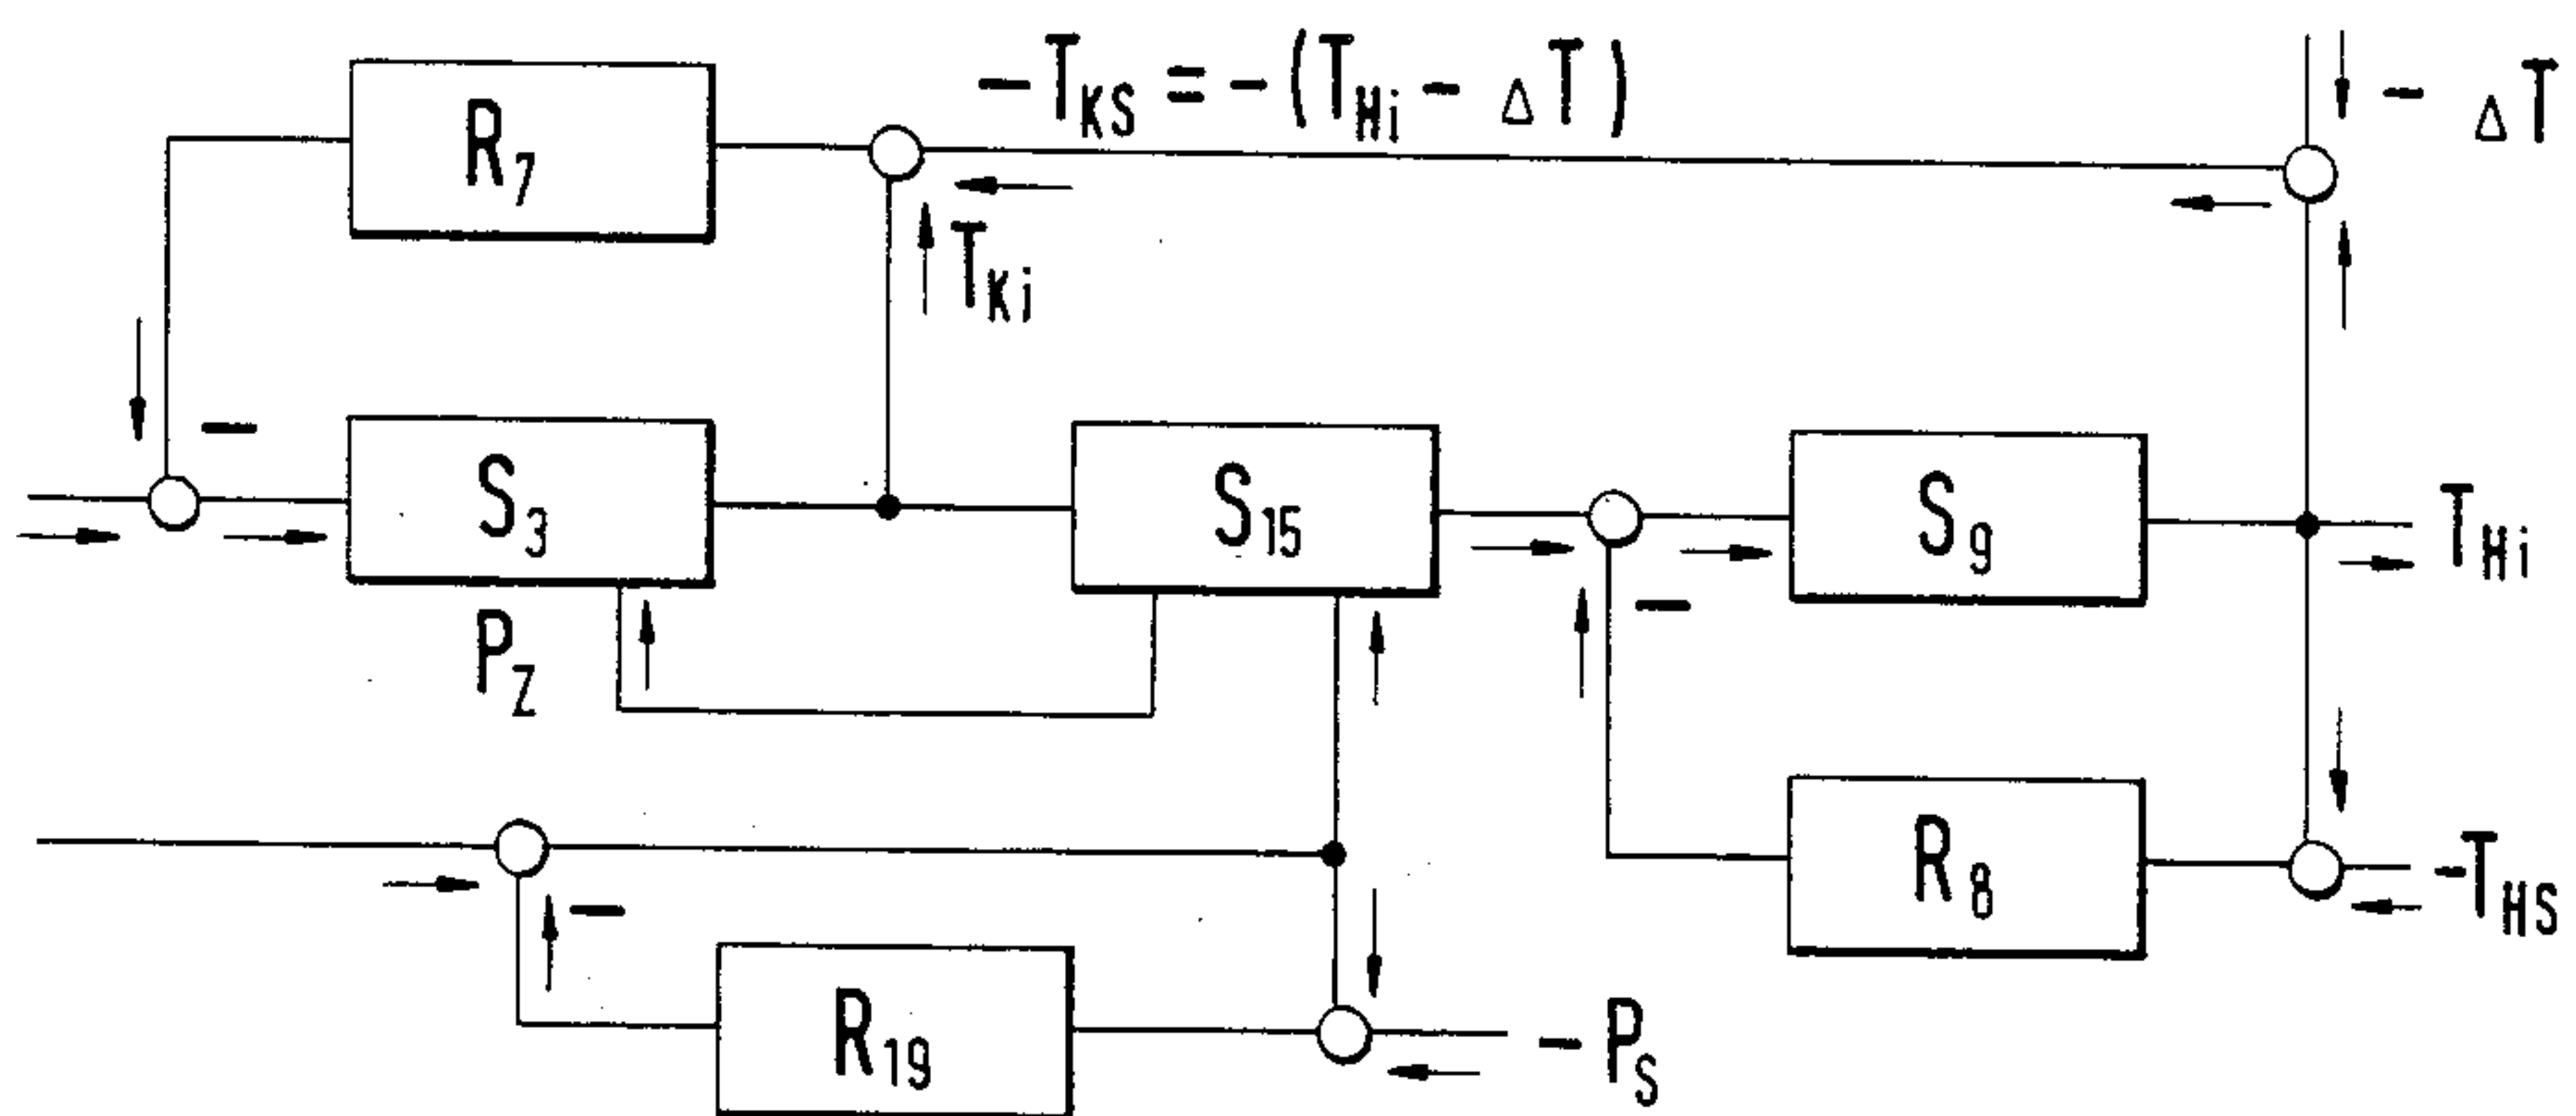 R7
-TKS = -(THi - ΔT)
- ΔT
TKi
-
S3
S15
S9
THi
PZ
-
R8
-THS
-
R19
-PS